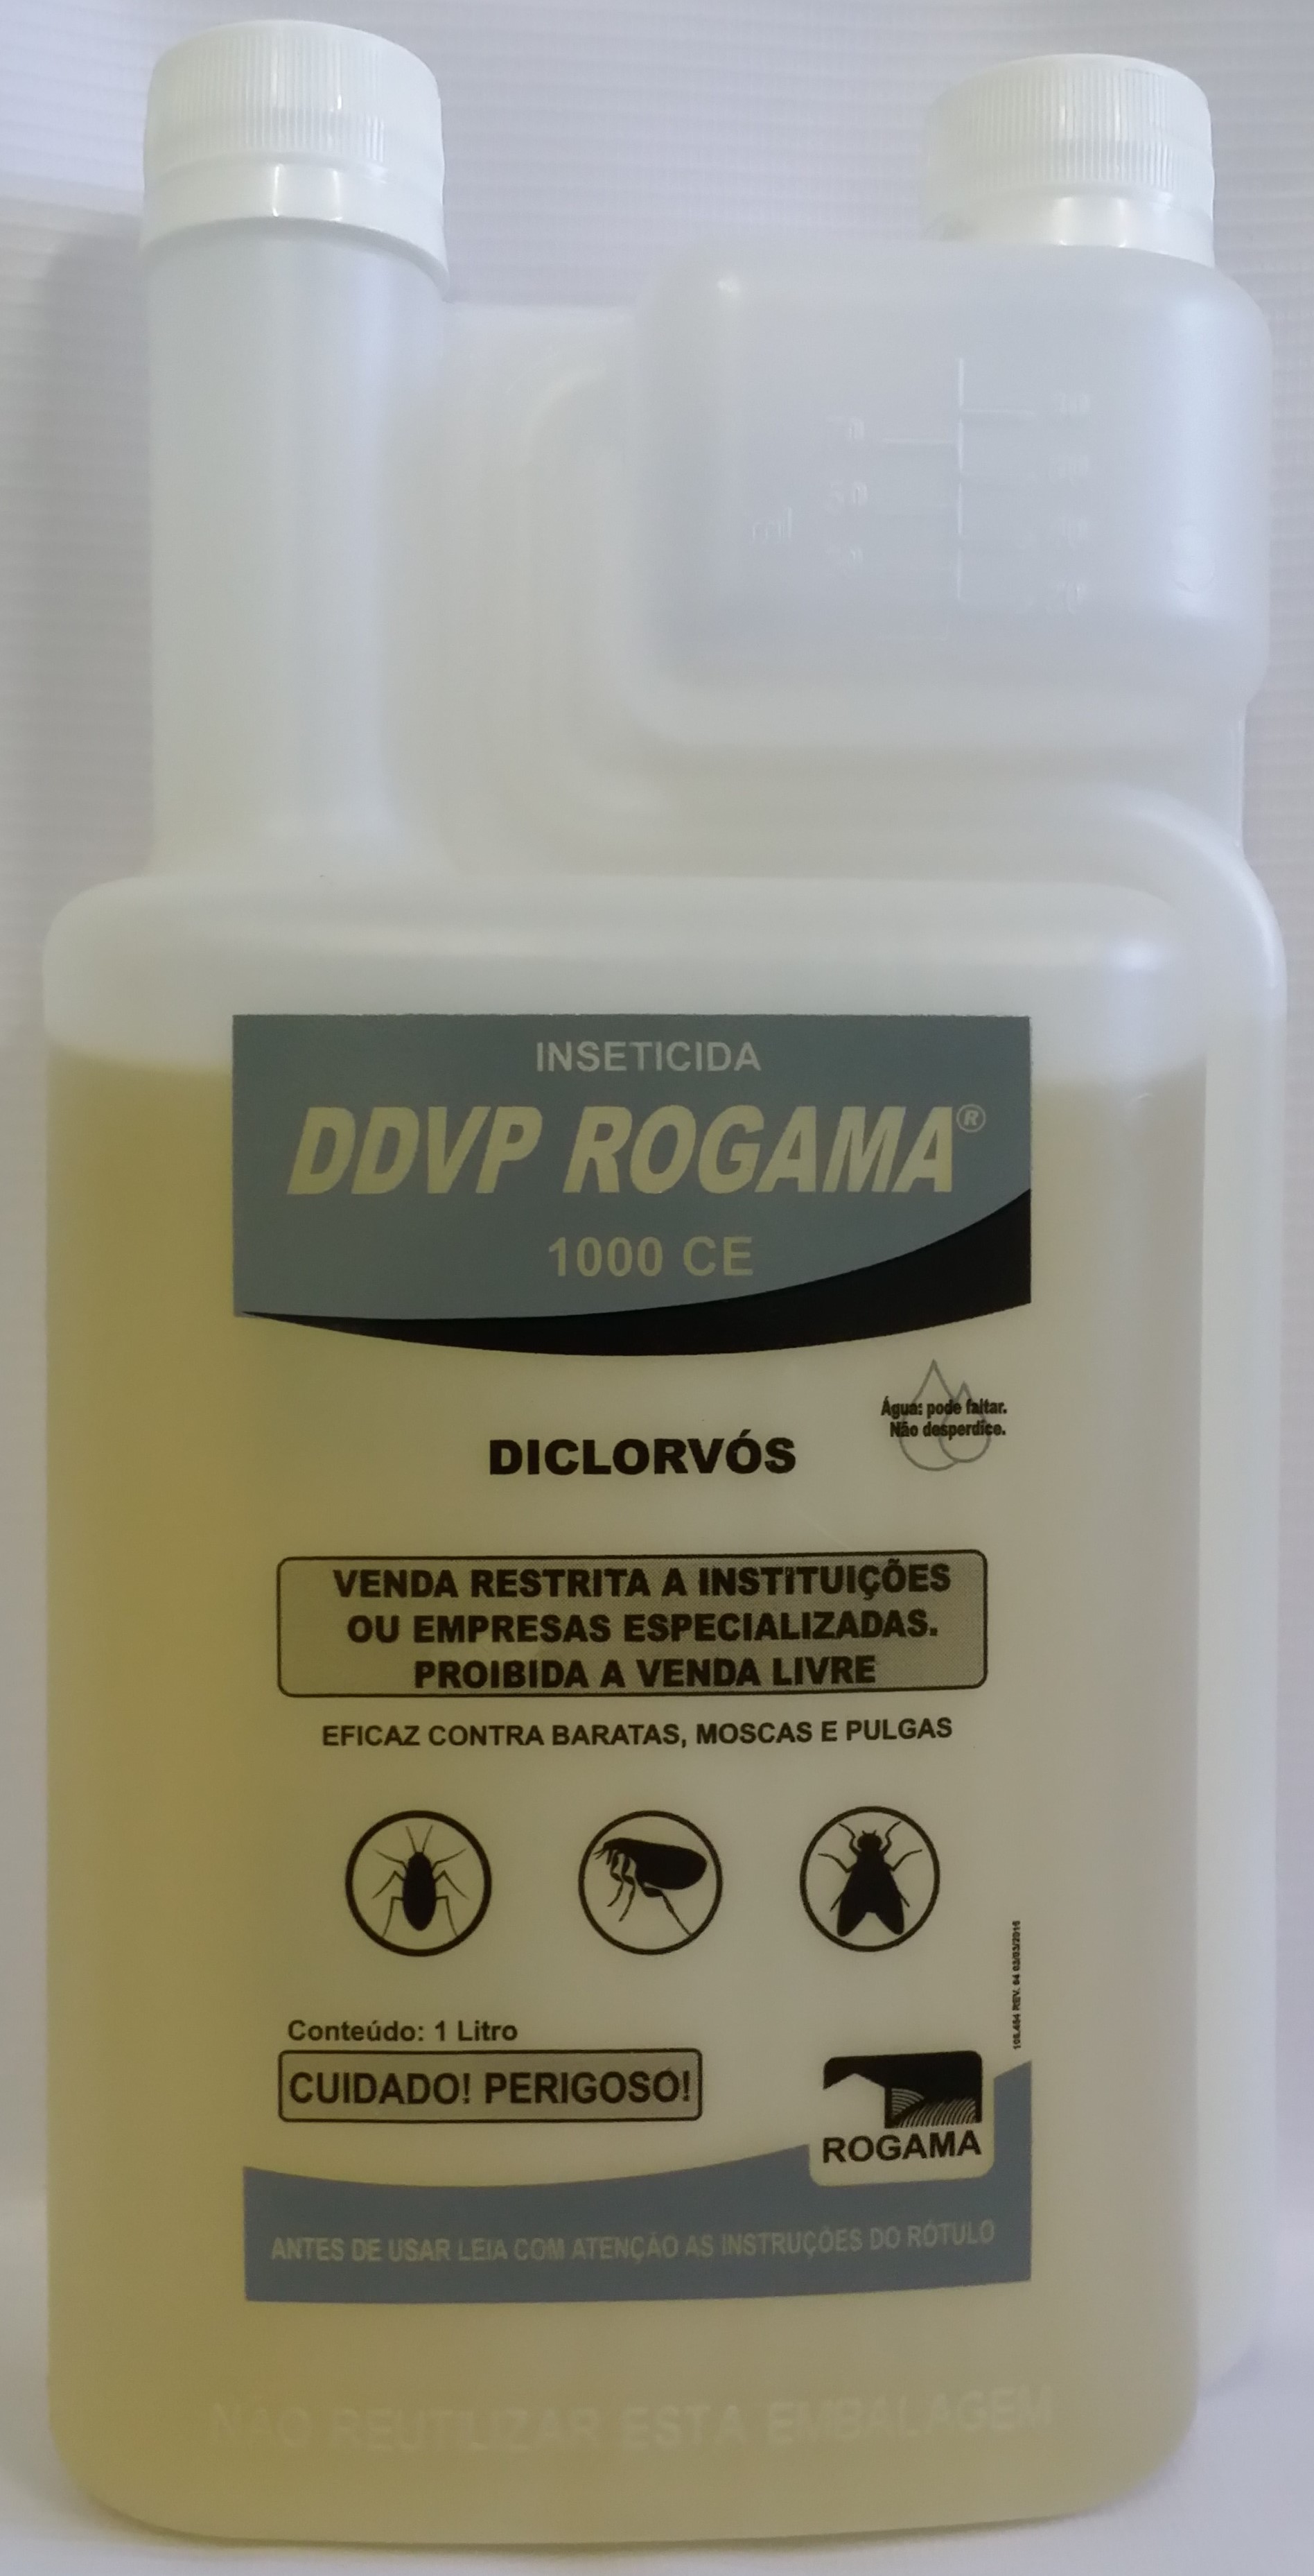 INSETICIDA
DDVP ROGAMA®
1000 CE
Água: pode faltar.
Não desperdice.
DICLORVÓS
VENDA RESTRITA A INSTITUIÇÕES
OU EMPRESAS ESPECIALIZADAS.
PROIBIDA A VENDA LIVRE
EFICAZ CONTRA BARATAS, MOSCAS E PULGAS
Conteúdo: 1 Litro
CUIDADO! PERIGOSO!
ROGAMA
ANTES DE USAR LEIA COM ATENÇÃO AS INSTRUÇÕES DO RÓTULO
NÃO REUTILIZAR ESTA EMBALAGEM
ml